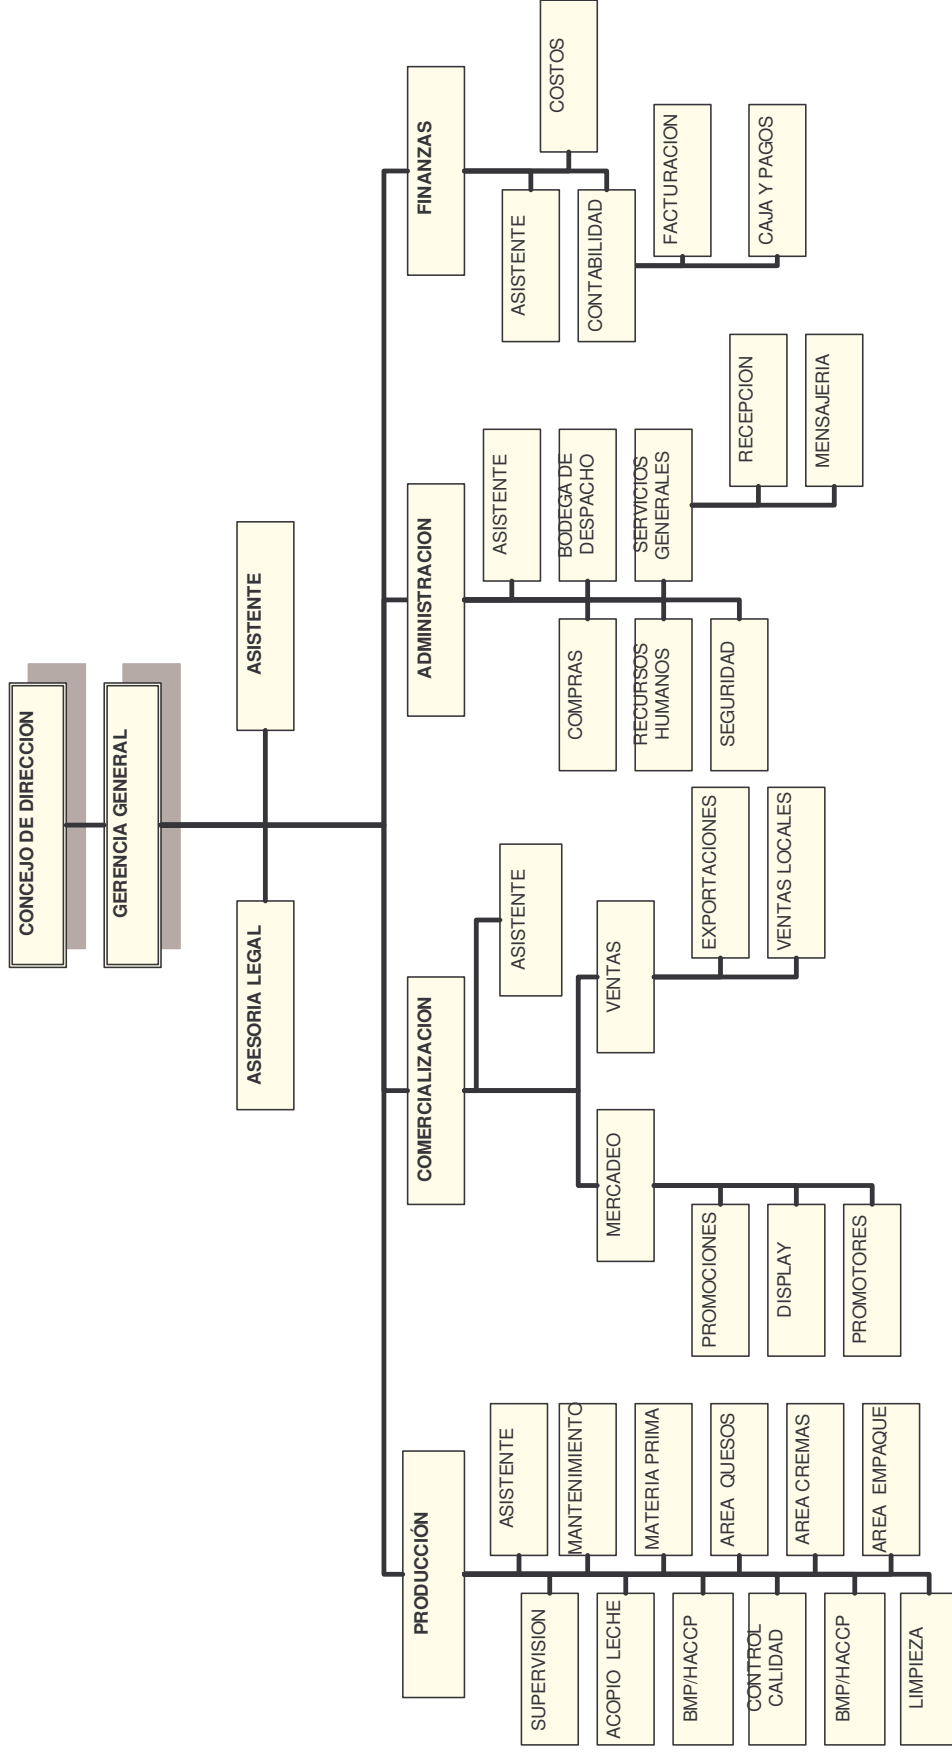 CONCEJO DE DIRECCION
GERENCIA GENERAL
ASESORIA LEGAL
ASISTENTE
PRODUCCIÓN
COMERCIALIZACION
ADMINISTRACION
FINANZAS
SUPERVISION
ASISTENTE
ACOPIO LECHE
MANTENIMIENTO
BMP/HACCP
MATERIA PRIMA
CONTROL
CALIDAD
AREA QUESOS
BMP/HACCP
AREA CREMAS
LIMPIEZA
AREA EMPAQUE
ASISTENTE
MERCADEO
VENTAS
PROMOCIONES
DISPLAY
PROMOTORES
EXPORTACIONES
VENTAS LOCALES
ASISTENTE
COMPRAS
BODEGA DE
DESPACHO
RECURSOS
HUMANOS
SERVICIOS
GENERALES
SEGURIDAD
RECEPCION
MENSAJERIA
ASISTENTE
COSTOS
CONTABILIDAD
FACTURACION
CAJA Y PAGOS